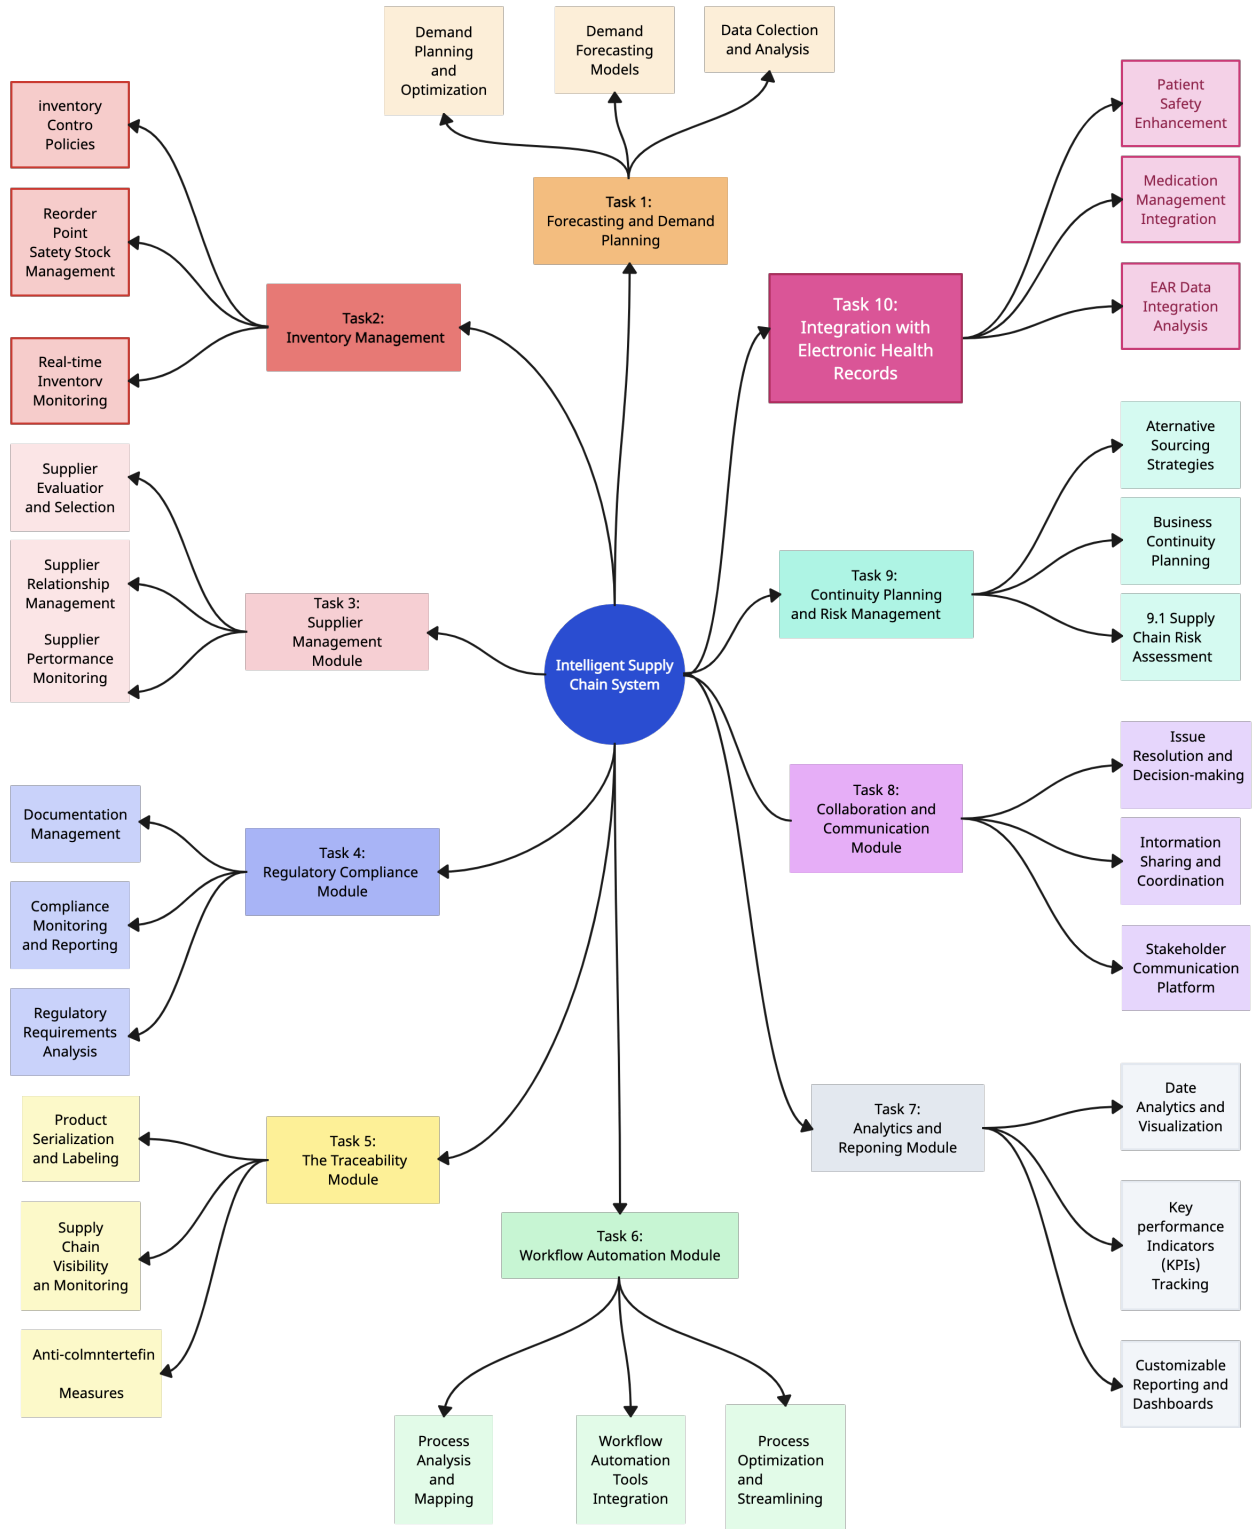 Demand
Planning
and
Optimization
Demand
Forecasting
Models
Data Colection
and Analysis
Task 1:
Forecasting and Demand
Planning
inventory
Contro
Policies
Reorder
Point
Satety Stock
Management
Real-time
Inventorv
Monitoring
Task2:
Inventory Management
Supplier
Evaluatior
and Selection
Supplier
Relationship
Management
Supplier
Pertormance
Monitoring
Task 3:
Supplier
Management
Module
Intelligent Supply
Chain System
Documentation
Management
Compliance
Monitoring
and Reporting
Regulatory
Requirements
Analysis
Task 4:
Regulatory Compliance
Module
Product
Serialization
and Labeling
Supply
Chain
Visibility
an Monitoring
Anti-colmntertefin
Measures
Task 5:
The Traceability
Module
Task 6:
Workflow Automation Module
Process
Analysis
and
Mapping
Workflow
Automation
Tools
Integration
Process
Optimization
and
Streamlining
Task 7:
Analytics and
Reponing Module
Date
Analytics and
Visualization
Key
performance
Indicators
(KPIs)
Tracking
Customizable
Reporting and
Dashboards
Task 8:
Collaboration and
Communication
Module
Issue
Resolution and
Decision-making
Intormation
Sharing and
Coordination
Stakeholder
Communication
Platform
Task 9:
Continuity Planning
and Risk Management
Aternative
Sourcing
Strategies
Business
Continuity
Planning
9.1 Supply
Chain Risk
Assessment
Task 10:
Integration with
Electronic Health
Records
Patient
Safety
Enhancement
Medication
Management
Integration
EAR Data
Integration
Analysis